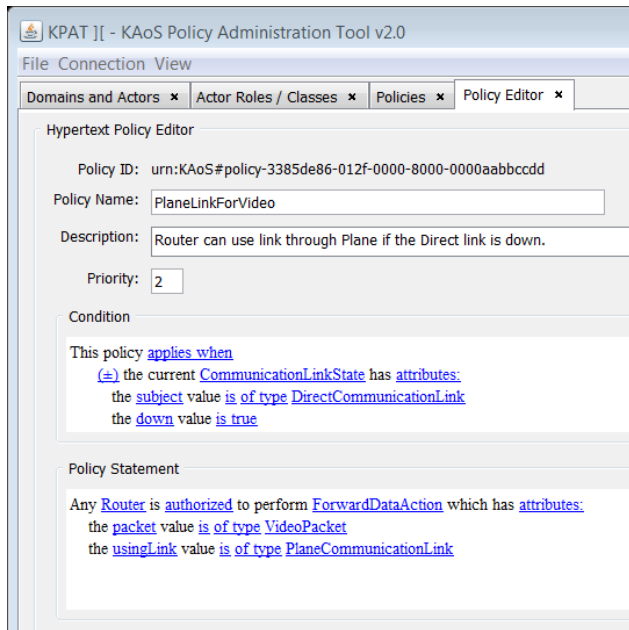 KPAT ][ - KAoS Policy Administration Tool v2.0
File Connection View
Domains and Actors × Actor Roles / Classes × Policies × Policy Editor ×
Hypertext Policy Editor
Policy ID: urn:KAoS#policy-3385de86-012f-0000-8000-0000aabbccdd
Policy Name: PlaneLinkForVideo
Description: Router can use link through Plane if the Direct link is down.
Priority: 2
Condition
This policy applies when
(±) the current CommunicationLinkState has attributes:
the subject value is of type DirectCommunicationLink
the down value is true
Policy Statement
Any Router is authorized to perform ForwardDataAction which has attributes:
the packet value is of type VideoPacket
the usingLink value is of type PlaneCommunicationLink